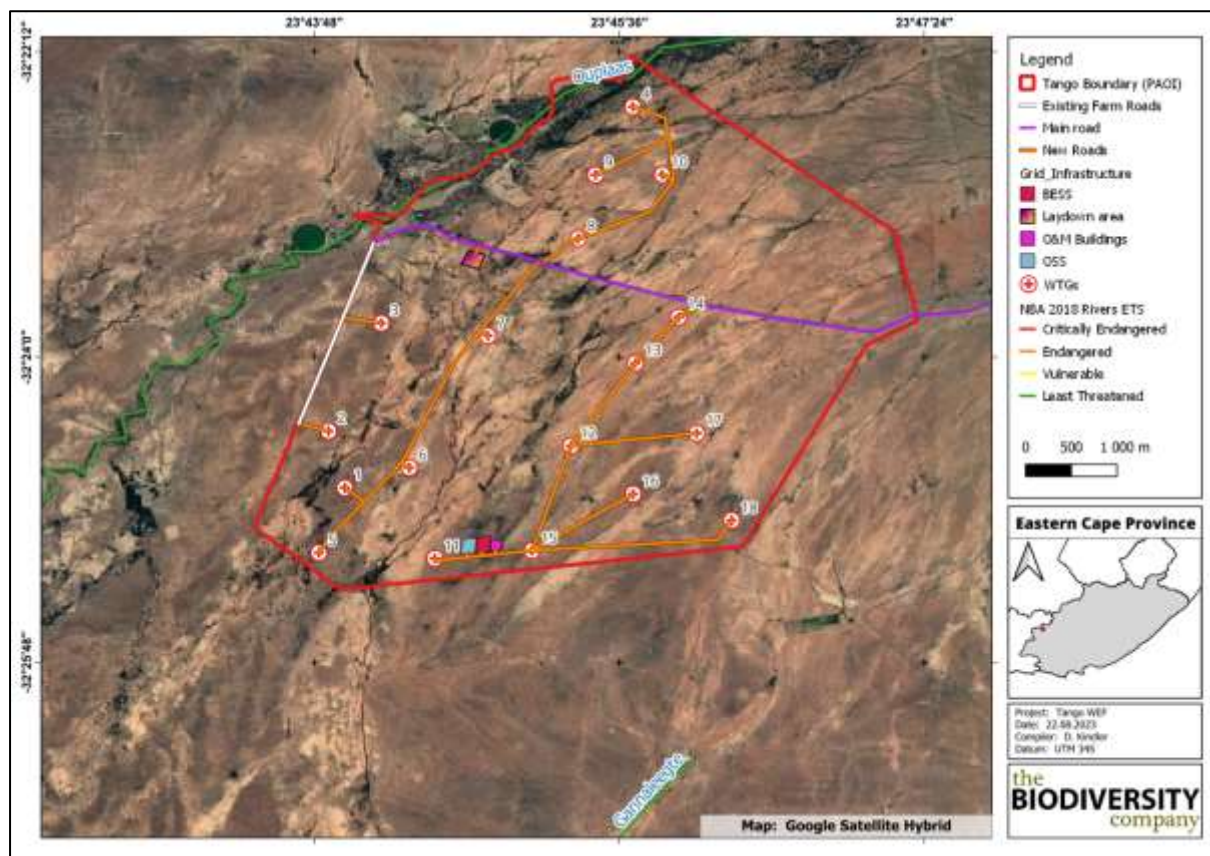 23°43'48"
23°45'36"
23°47'24"
-32°22'12"
-32°24'0"
-32°25'48"
Duplaas
4
9
10
8
3
14
7
13
2
12
17
6
1
16
18
5
11
15
Gannaleegte
Map: Google Satellite Hybrid
Legend
Tango Boundary (PAOI)
Existing Farm Roads
Main road
New Roads
Grid_Infrastructure
BESS
Laydown area
O&M Buildings
OSS
WTGs
NBA 2018 Rivers ETS
Critically Endangered
Endangered
Vulnerable
Least Threatened
0 500 1 000 m
Eastern Cape Province
Project: Tango WEF
Date: 22.08.2023
Compiler: D. Kindler
Datum: UTM 34S
the
BIODIVERSITY
company